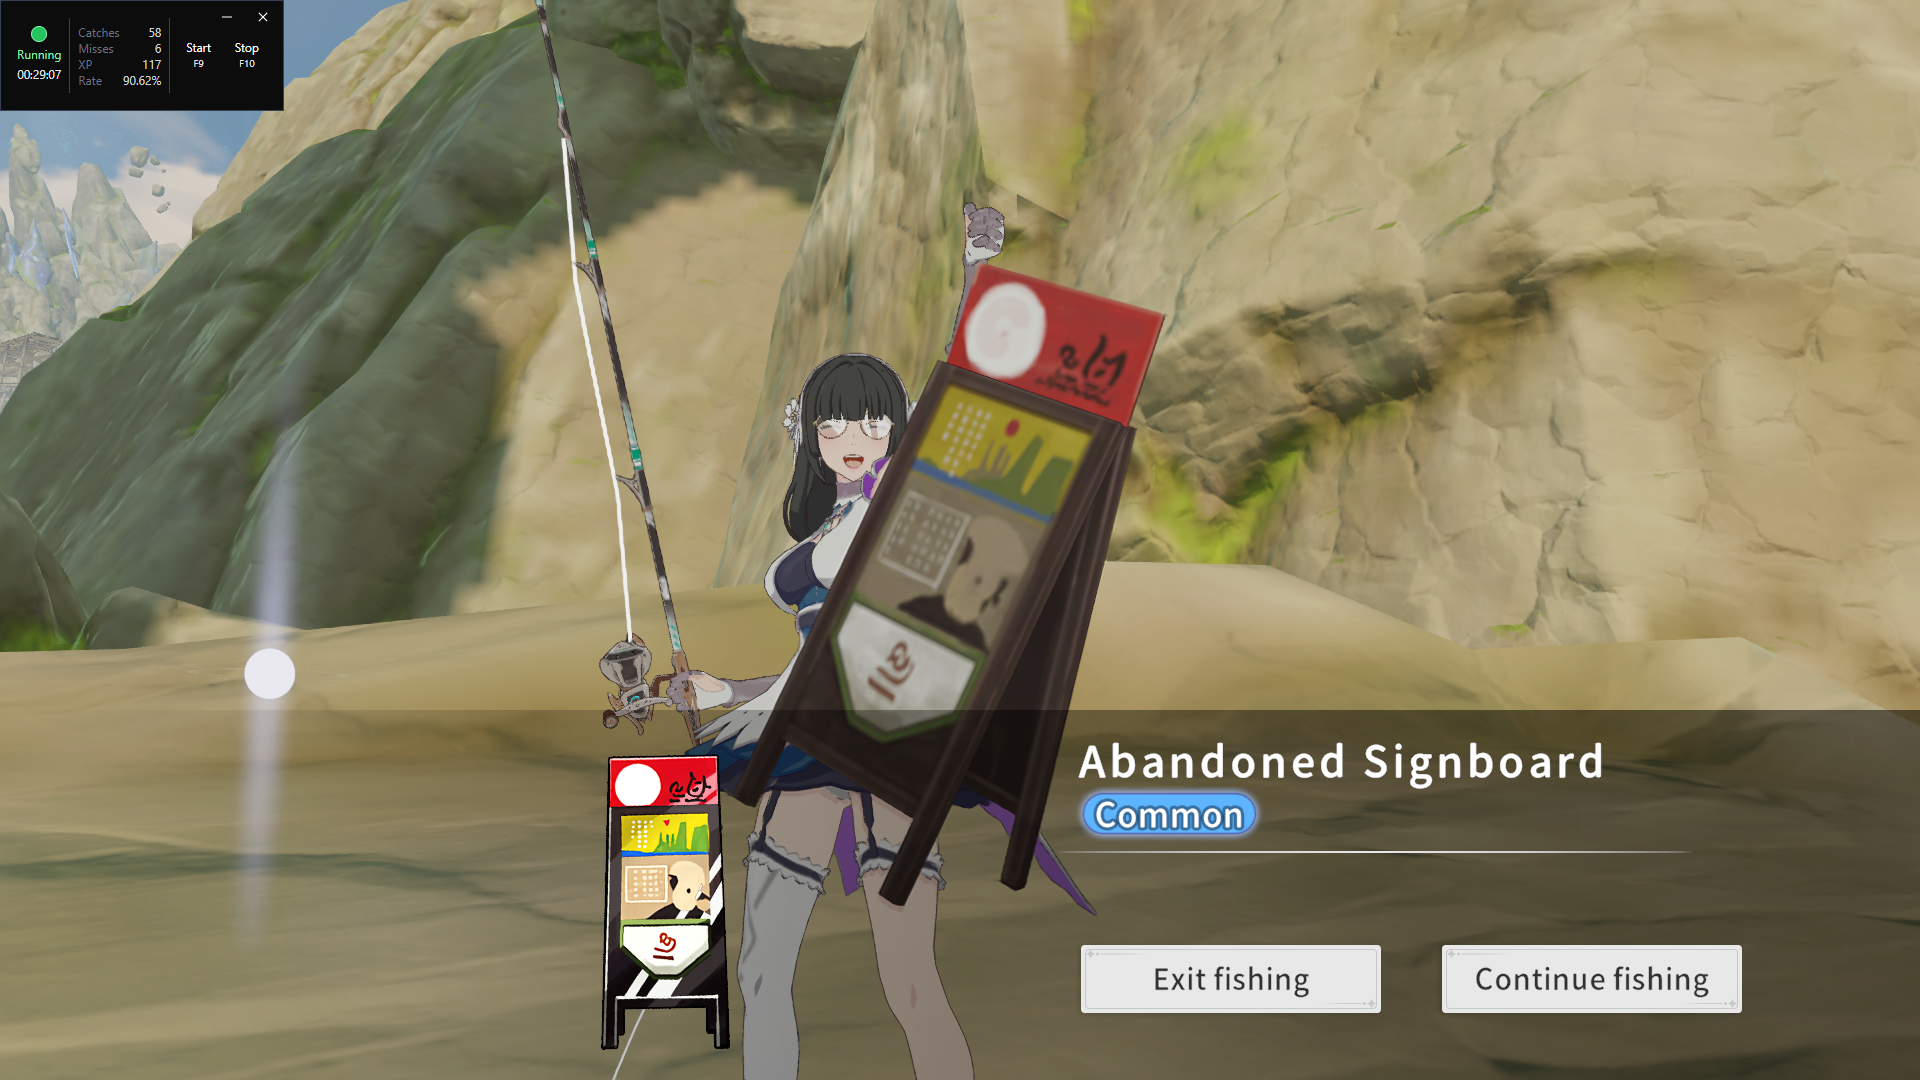 Running
00:29:07
Catches 58
Misses 6
XP 117
Rate 90.62%
Start
F9
Stop
F10
Abandoned Signboard
Common
Exit fishing
Continue fishing